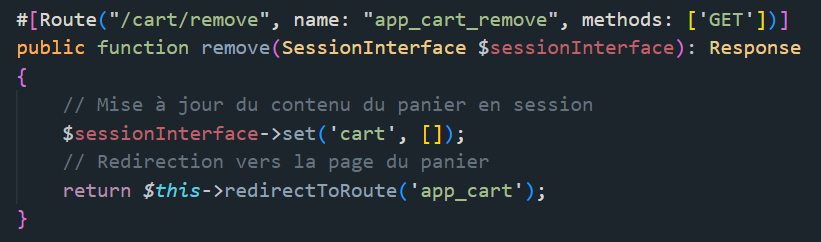 #[Route("/cart/remove", name: "app_cart_remove", methods: ['GET'])]
public function remove(SessionInterface $sessionInterface): Response
{
    // Mise à jour du contenu du panier en session
    $sessionInterface->set('cart', []);
    // Redirection vers la page du panier
    return $this->redirectToRoute('app_cart');
}